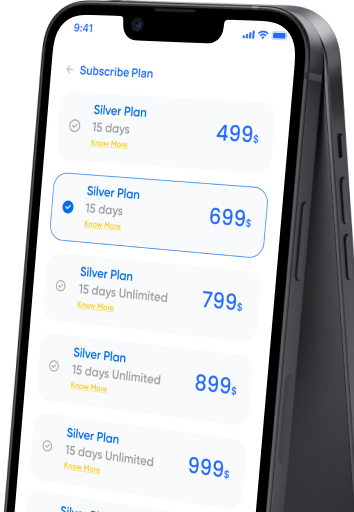 9:41
Subscribe Plan
Silver Plan
15 days
499$
Know More
Silver Plan
15 days
699$
Know More
Silver Plan
15 days Unlimited
799$
Know More
Silver Plan
15 days Unlimited
899$
Know More
Silver Plan
15 days Unlimited
999$
Know More